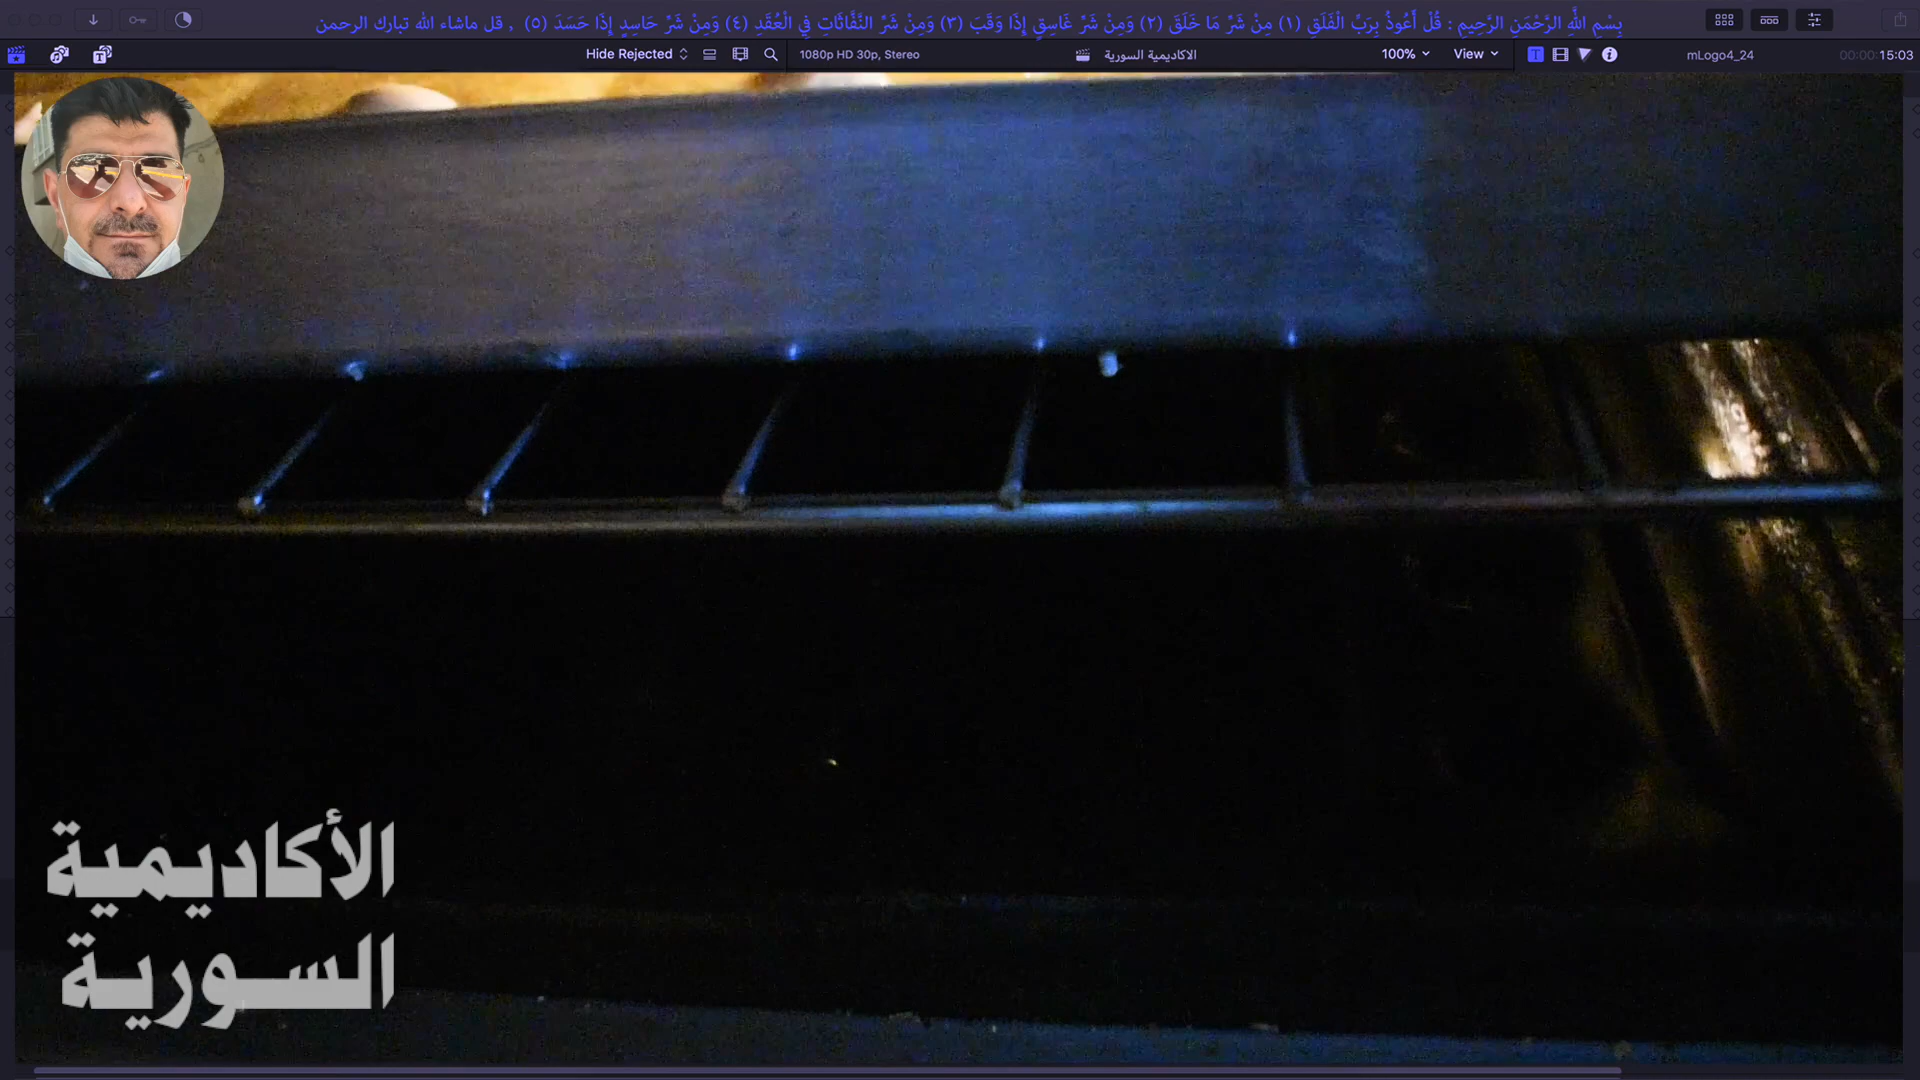 بِسْمِ اللَّهِ الرَّحْمَنِ الرَّحِيمِ : قُلْ أَعُوذُ بِرَبِّ الْفَلَقِ (١) مِنْ شَرِّ مَا خَلَقَ (٢) وَمِنْ شَرِّ غَاسِقٍ إِذَا وَقَبَ (٣) وَمِنْ شَرِّ النَّفَّاثَاتِ فِي الْعُقَدِ (٤) وَمِنْ شَرِّ حَاسِدٍ إِذَا حَسَدَ (٥) , قل ماشاء الله تبارك الرحمن
Hide Rejected 1080p HD 30p, Stereo الاكاديمية السورية 100% View mLogo4_24 00:00:15:03
الأكاديمية
السورية